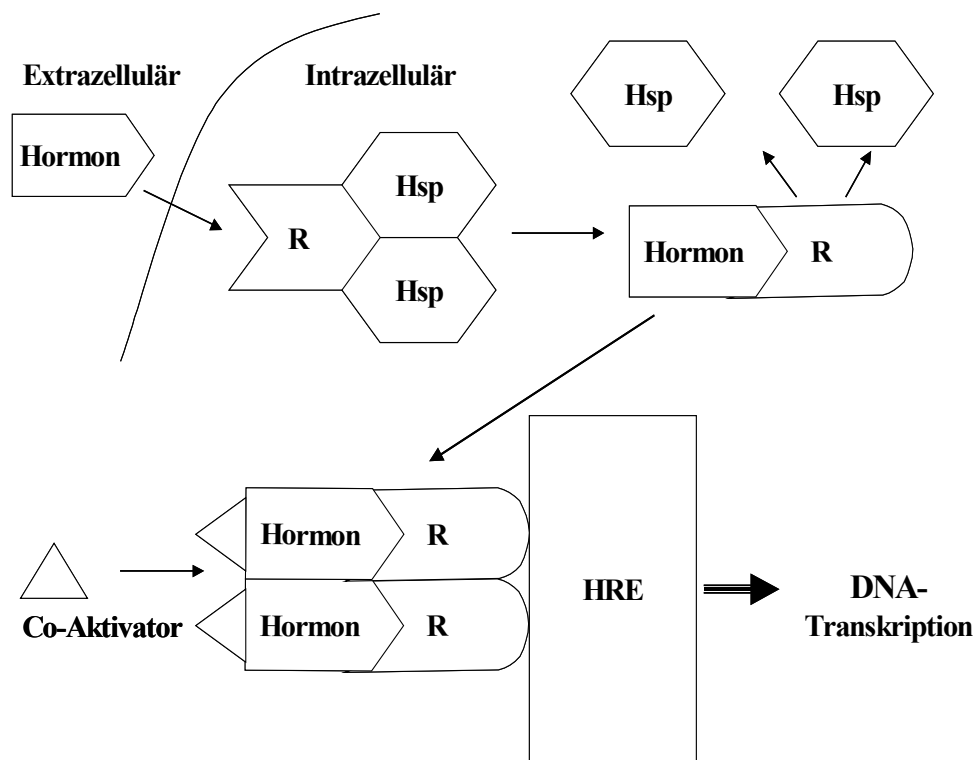 Extrazellulär
Intrazellulär
Hsp
Hsp
Hormon
Hsp
R
Hsp
Hormon
R
Hormon
R
Co-Aktivator
Hormon
R
HRE
DNA-
Transkription